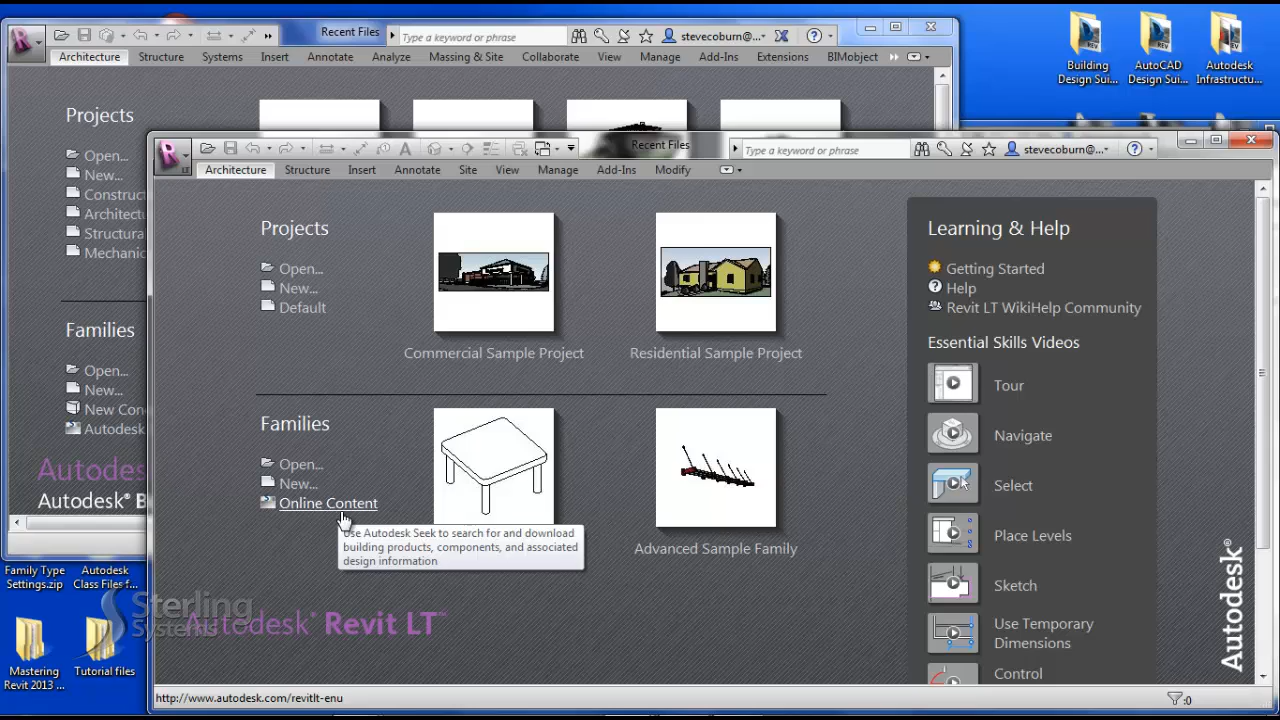 Recent Files
Type a keyword or phrase
stevecoburn@...
Architecture
Structure
Systems
Insert
Annotate
Analyze
Massing & Site
Collaborate
View
Manage
Add-Ins
Extensions
BIMobject
Building
Design Sui...
AutoCAD
Design Sui...
Autodesk
Infrastructu...
Projects
Open...
New...
Construc
Architectu
Structura
Mechanic
Families
Open...
New...
New Con
Autodesk
Autodes
Autodesk® B
Recent Files
Type a keyword or phrase
stevecoburn@...
LT
Architecture
Structure
Insert
Annotate
Site
View
Manage
Add-Ins
Modify
Projects
Open...
New...
Default
Commercial Sample Project
Residential Sample Project
Families
Open...
New...
Online Content
Use Autodesk Seek to search for and download
building products, components, and associated
design information
Advanced Sample Family
Autodesk® Revit LT™
Learning & Help
Getting Started
Help
Revit LT WikiHelp Community
Essential Skills Videos
Tour
Navigate
Select
Place Levels
Sketch
Use Temporary
Dimensions
Control
Autodesk®
http://www.autodesk.com/revitlt-enu
:0
Family Type
Settings.zip
Autodesk
Class Files f...
Sterling
Systems
Mastering
Revit 2013 ...
Tutorial files